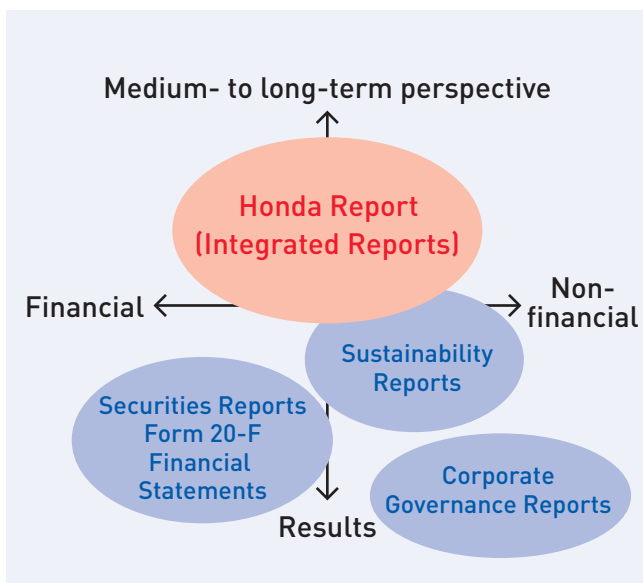 Medium- to long-term perspective
Honda Report
(Integrated Reports)
Financial
Non-
financial
Sustainability
Reports
Securities Reports
Form 20-F
Financial
Statements
Corporate
Governance Reports
Results